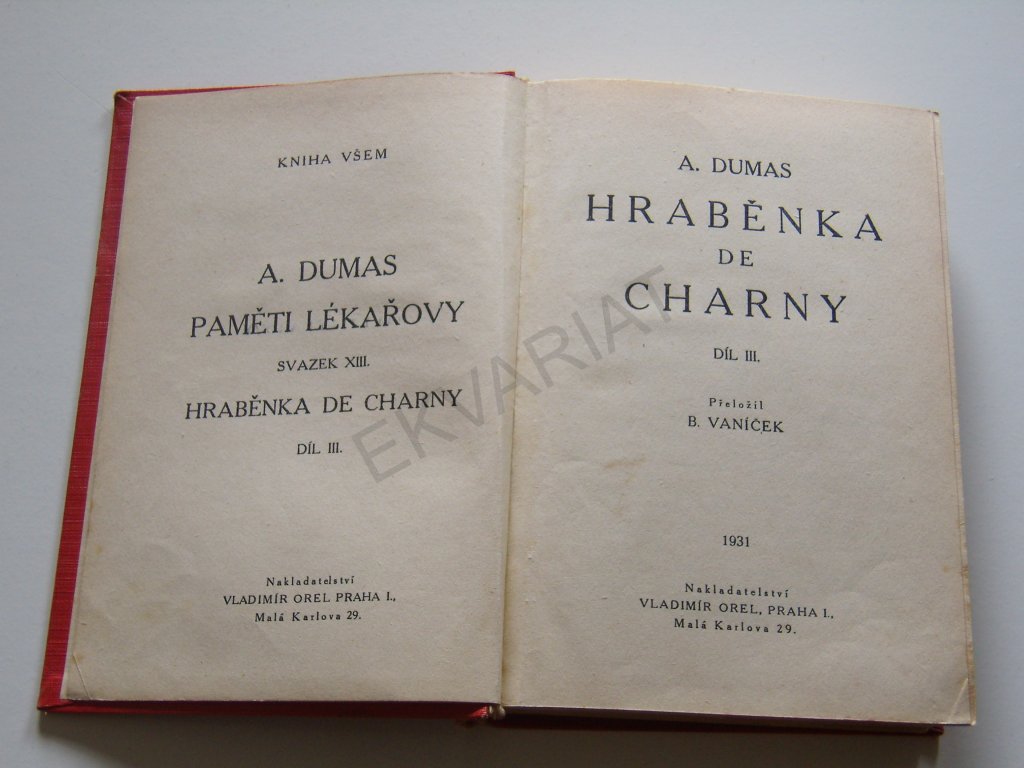 KNIHA VŠEM
A. DUMAS
PAMĚTI LÉKAŘOVY
SVAZEK XIII.
HRABĚNKA DE CHARNY
DÍL III.
Nakladatelství
VLADIMÍR OREL PRAHA I.,
Malá Karlova 29.
A. DUMAS
HRABĚNKA
DE
CHARNY
DÍL III.
Přeložil
B. VANÍČEK
1931
Nakladatelství
VLADIMÍR OREL, PRAHA I.,
Malá Karlova 29.
EKVARIAT